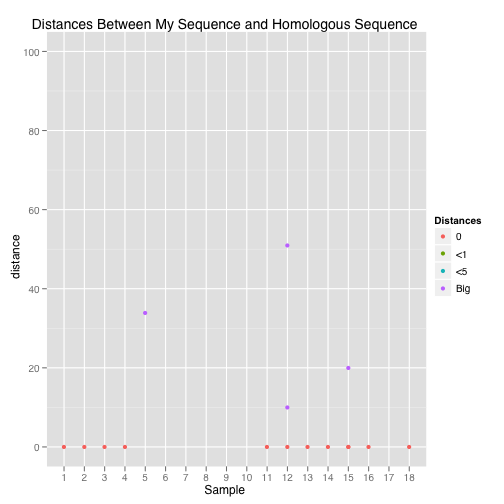 Distances Between My Sequence and Homologous Sequence
100
80
60
40
20
0
distance
1 2 3 4 5 6 7 8 9 10 11 12 13 14 15 16 17 18
Sample
Distances
0
<1
<5
Big